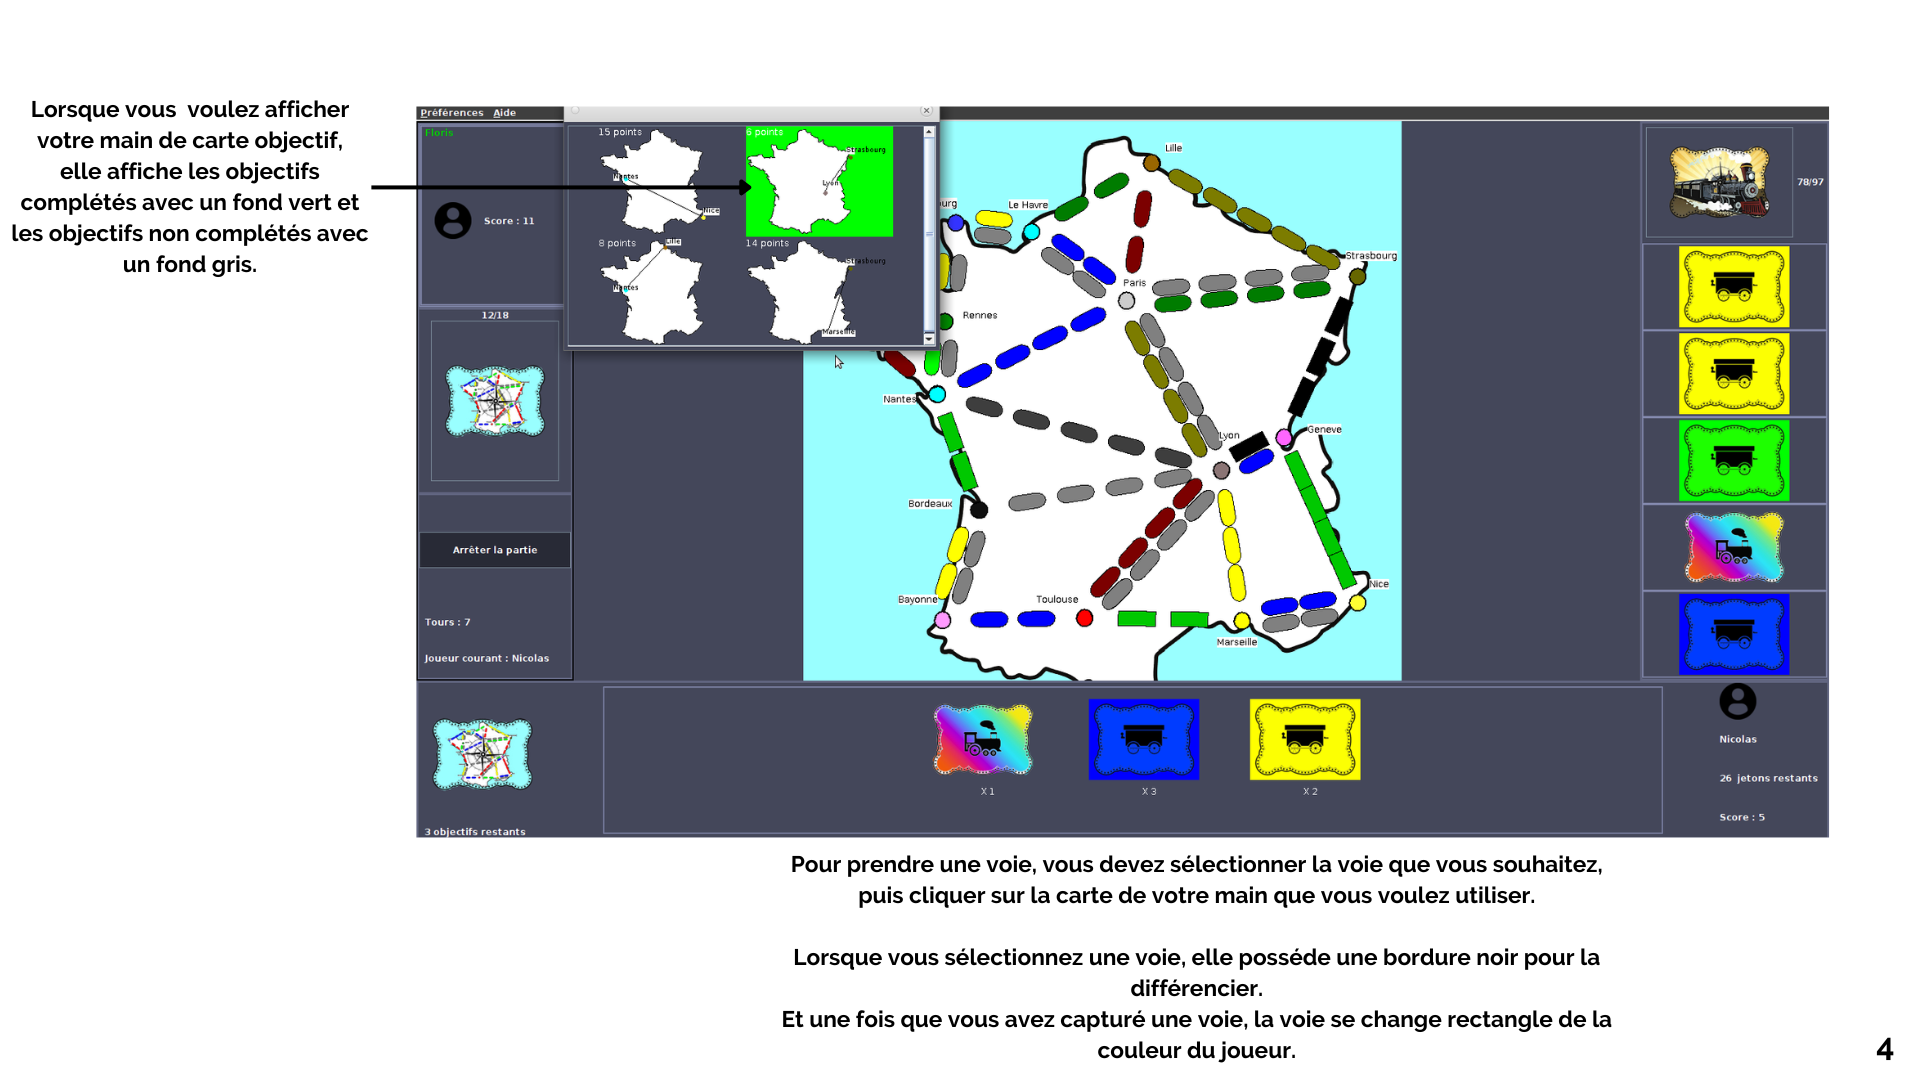 Lorsque vous  voulez afficher
votre main de carte objectif,
elle affiche les objectifs
complétés avec un fond vert et
les objectifs non complétés avec
un fond gris.
Préférences Aide
Floris
Score : 11
12/18
Arrêter la partie
Tours : 7
Joueur courant : Nicolas
15 points
Nantes
Nice
6 points
Strasbourg
Lyon
8 points
Lille
Nantes
14 points
Strasbourg
Marseille
Lille
Le Havre
Strasbourg
Paris
Rennes
Nantes
Lyon
Geneve
Bordeaux
Bayonne
Toulouse
Nice
Marseille
78/97
3 objectifs restants
X 1
X 3
X 2
Nicolas
26 jetons restants
Score : 5
Pour prendre une voie, vous devez sélectionner la voie que vous souhaitez,
puis cliquer sur la carte de votre main que vous voulez utiliser.
Lorsque vous sélectionnez une voie, elle posséde une bordure noir pour la
différencier.
Et une fois que vous avez capturé une voie, la voie se change rectangle de la
couleur du joueur.
4